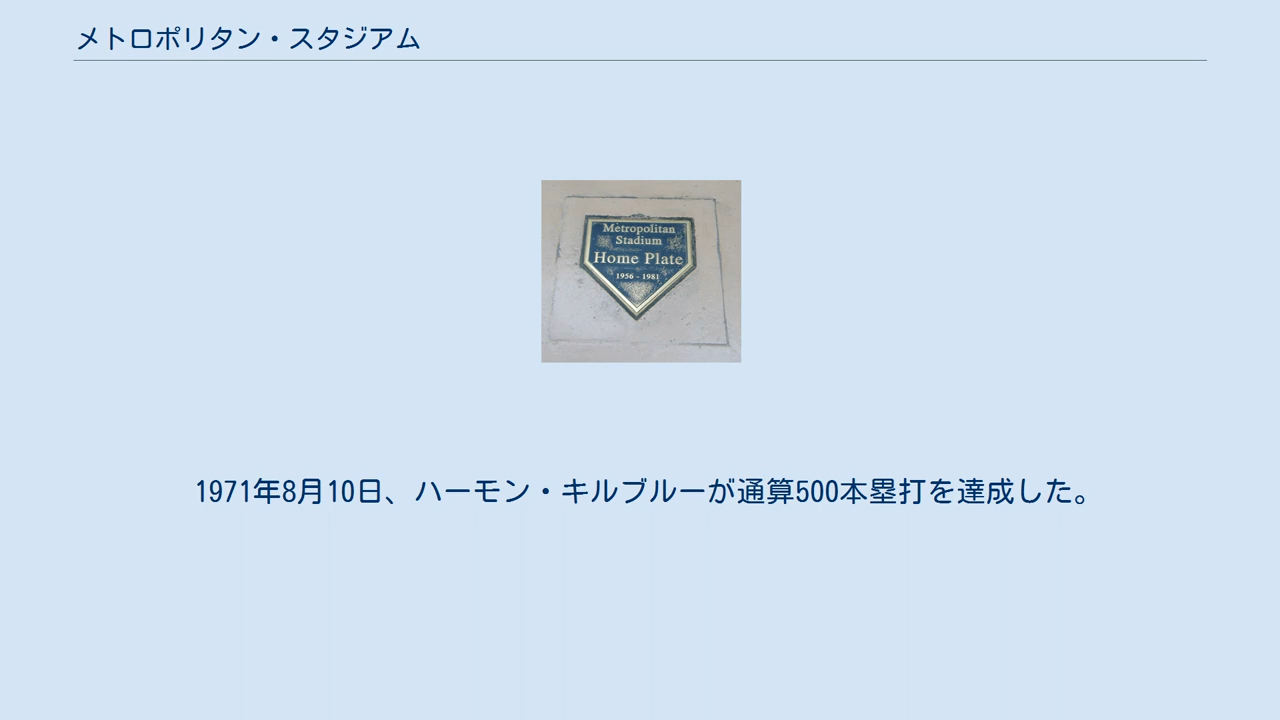 メトロポリタン・スタジアム
Metropolitan
Stadium
Home Plate
1956 - 1981
1971年8月10日、ハーモン・キルブルーが通算500本塁打を達成した。